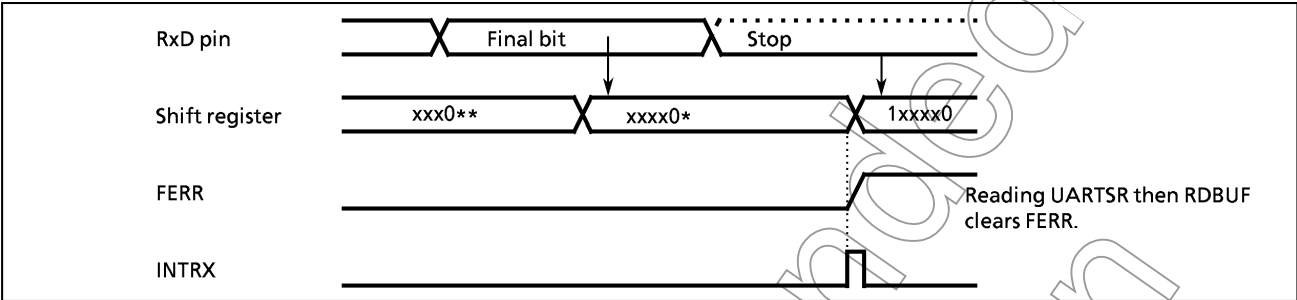 RxD pin Final bit Stop
Shift register xxx0** xxxx0* 1xxxx0
FERR
Reading UARTSR then RDBUF
clears FERR.
INTRX